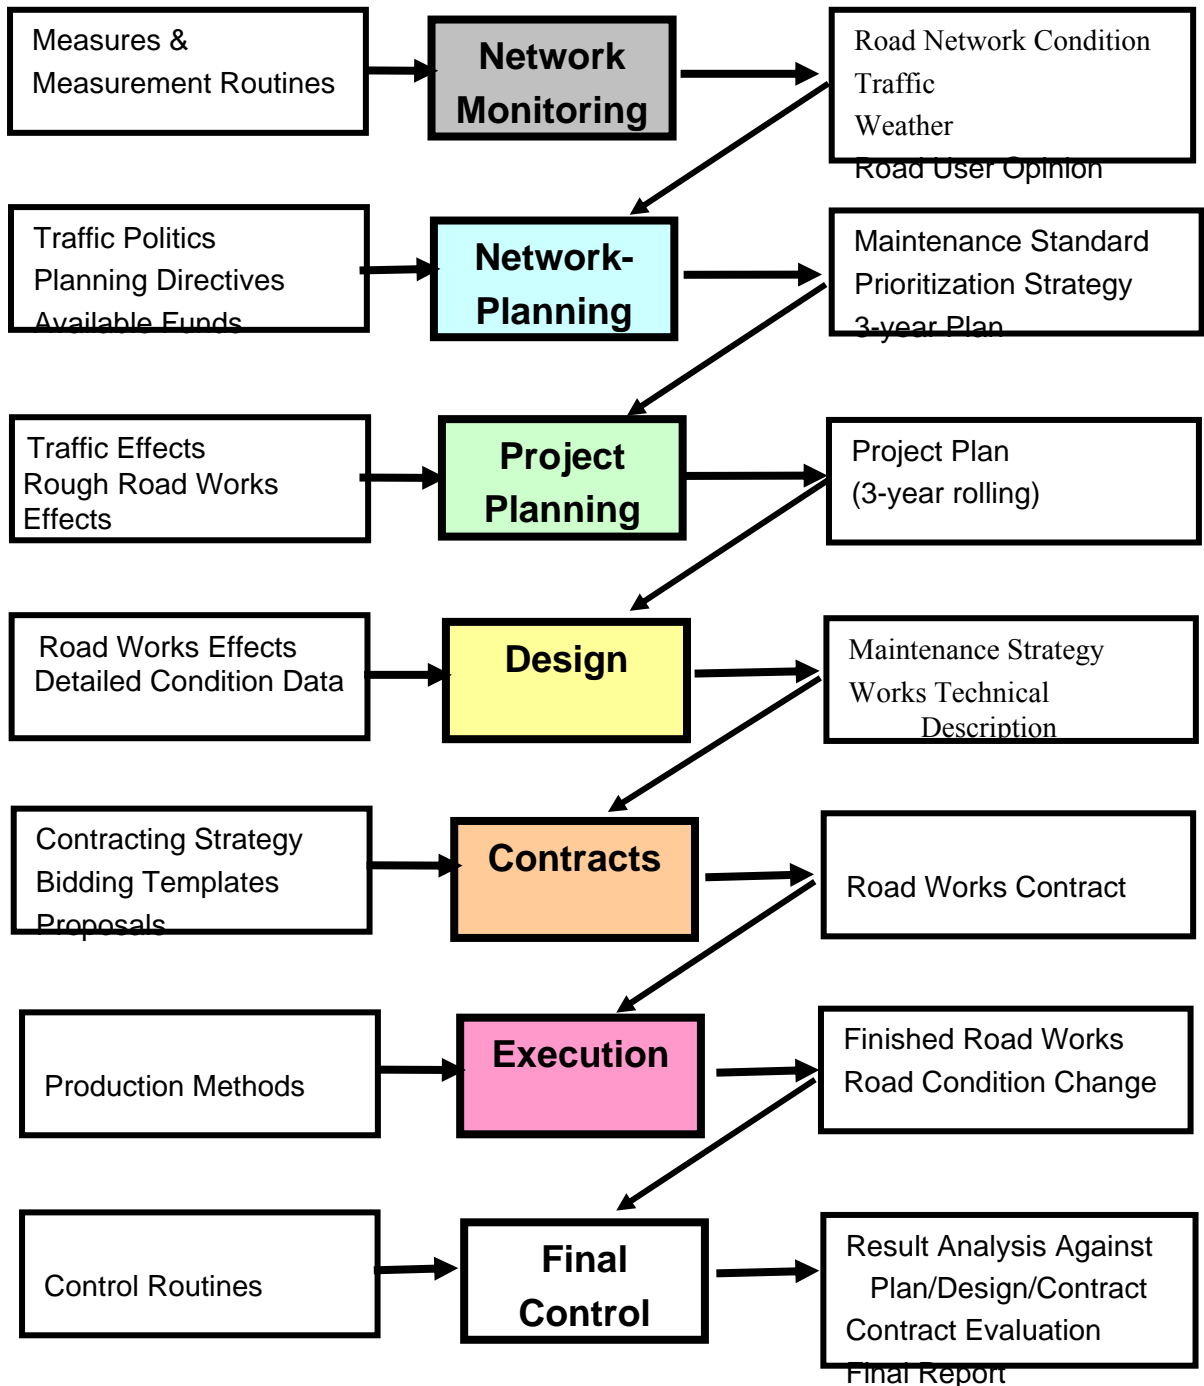 Measures &
Measurement Routines
Network
Monitoring
Road Network Condition
Traffic
Weather
Road User Opinion
Traffic Politics
Planning Directives
Available Funds
Network-
Planning
Maintenance Standard
Prioritization Strategy
3-year Plan
Traffic Effects
Rough Road Works
Effects
Project
Planning
Project Plan
(3-year rolling)
Road Works Effects
Detailed Condition Data
Design
Maintenance Strategy
Works Technical
Description
Contracting Strategy
Bidding Templates
Proposals
Contracts
Road Works Contract
Production Methods
Execution
Finished Road Works
Road Condition Change
Control Routines
Final
Control
Result Analysis Against
Plan/Design/Contract
Contract Evaluation
Final Report